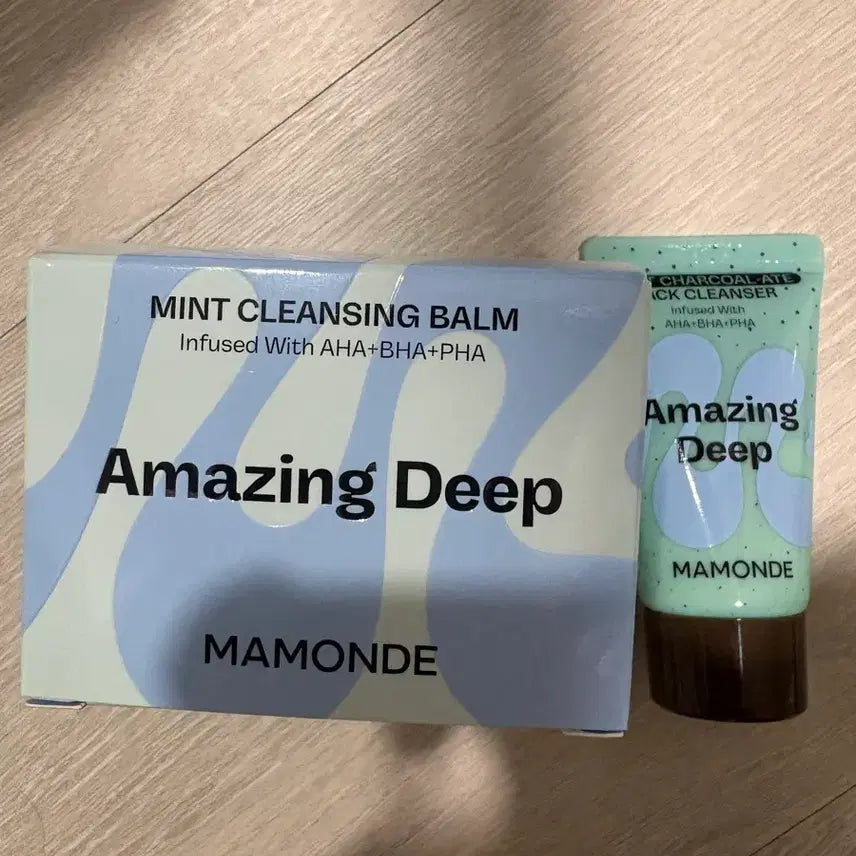 MINT CLEANSING BALM
Infused With AHA+BHA+PHA
Amazing Deep
MAMONDE
CHARCOAL-ATE
CLEANSER
Infused With
AHA+BHA+PHA
Amazing
Deep
MAMONDE